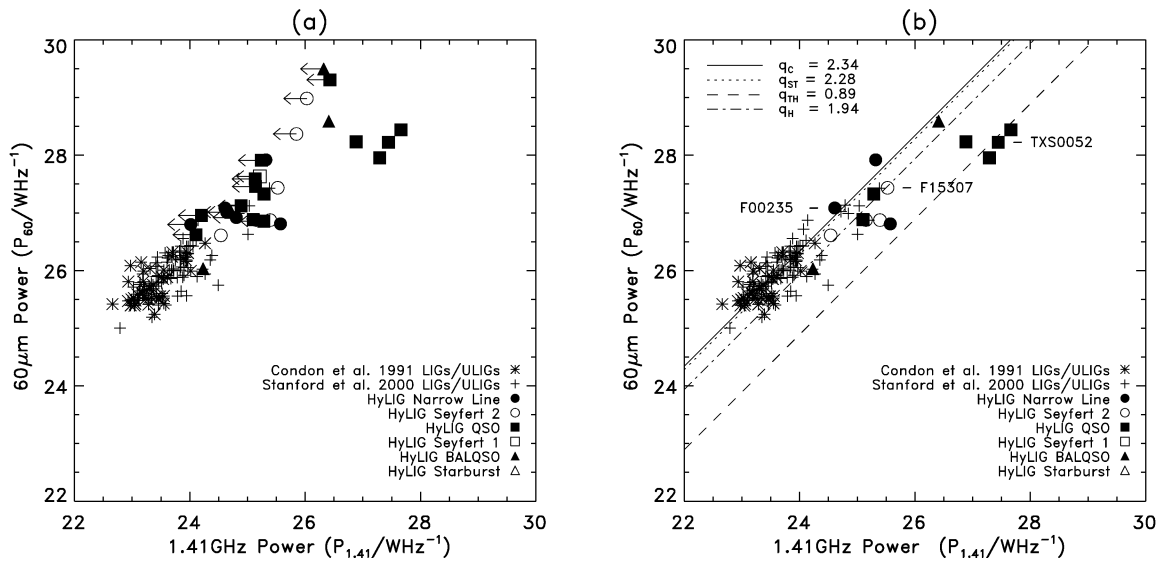 (a)
30
28
26
24
22
60μm Power (P60/WHz⁻¹)
Condon et al. 1991 LIGs/ULIGs
Stanford et al. 2000 LIGs/ULIGs
HyLIG Narrow Line
HyLIG Seyfert 2
HyLIG QSO
HyLIG Seyfert 1
HyLIG BALQSO
HyLIG Starburst
22 24 26 28 30
1.41GHz Power (P1.41/WHz⁻¹)
(b)
30
28
26
24
22
60μm Power (P60/WHz⁻¹)
qC = 2.34
qST = 2.28
qTH = 0.89
qH = 1.94
TXS0052
F15307
F00235
Condon et al. 1991 LIGs/ULIGs
Stanford et al. 2000 LIGs/ULIGs
HyLIG Narrow Line
HyLIG Seyfert 2
HyLIG QSO
HyLIG Seyfert 1
HyLIG BALQSO
HyLIG Starburst
22 24 26 28 30
1.41GHz Power (P1.41/WHz⁻¹)